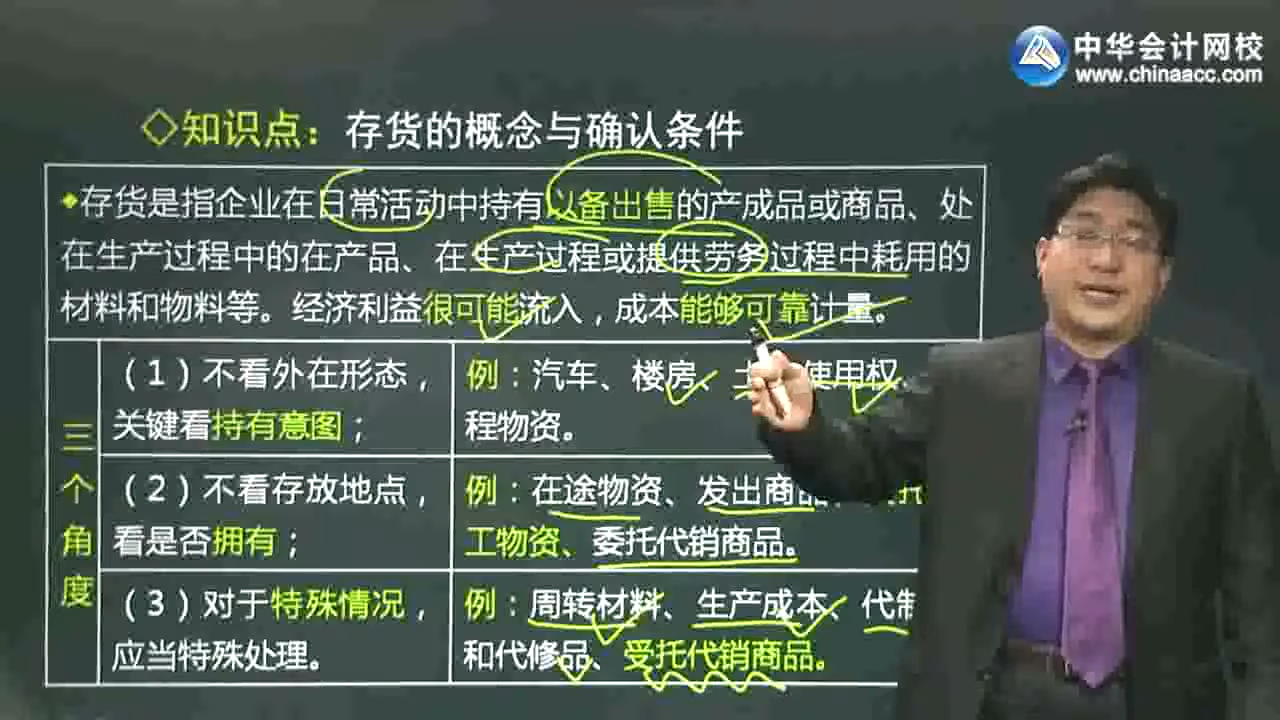 中华会计网校
www.chinaacc.com
◇知识点：存货的概念与确认条件
存货是指企业在日常活动中持有以备出售的产成品或商品、处
在生产过程中的在产品、在生产过程或提供劳务过程中耗用的
材料和物料等。经济利益很可能流入，成本能够可靠计量。
三个角度
（1）不看外在形态，
关键看持有意图；
例：汽车、楼房、土 使用权、
程物资。
（2）不看存放地点，
看是否拥有；
例：在途物资、发出商品、
工物资、委托代销商品。
（3）对于特殊情况，
应当特殊处理。
例：周转材料、生产成本、代制
和代修品、受托代销商品。